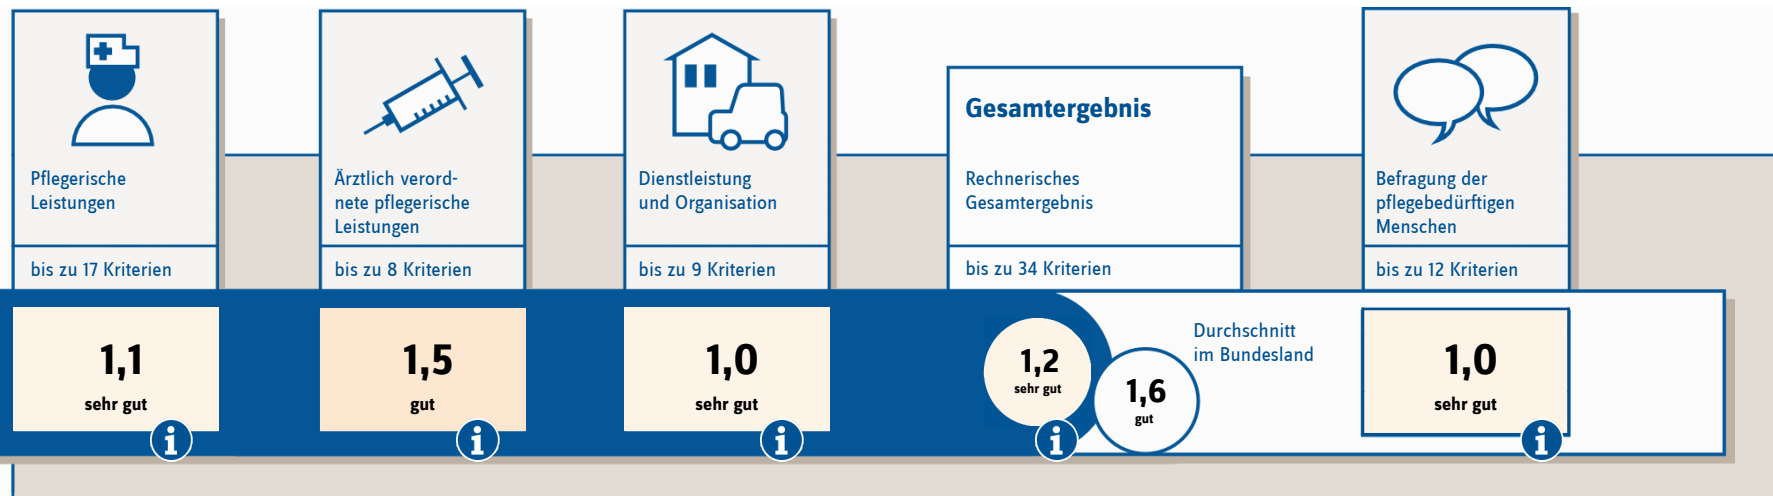 Pflegerische
Leistungen
bis zu 17 Kriterien
1,1
sehr gut
i
Ärztlich verord-
nete pflegerische
Leistungen
bis zu 8 Kriterien
1,5
gut
i
Dienstleistung
und Organisation
bis zu 9 Kriterien
1,0
sehr gut
i
Gesamtergebnis
Rechnerisches
Gesamtergebnis
bis zu 34 Kriterien
1,2
sehr gut
i
1,6
gut
Durchschnitt
im Bundesland
Befragung der
pflegebedürftigen
Menschen
bis zu 12 Kriterien
1,0
sehr gut
i